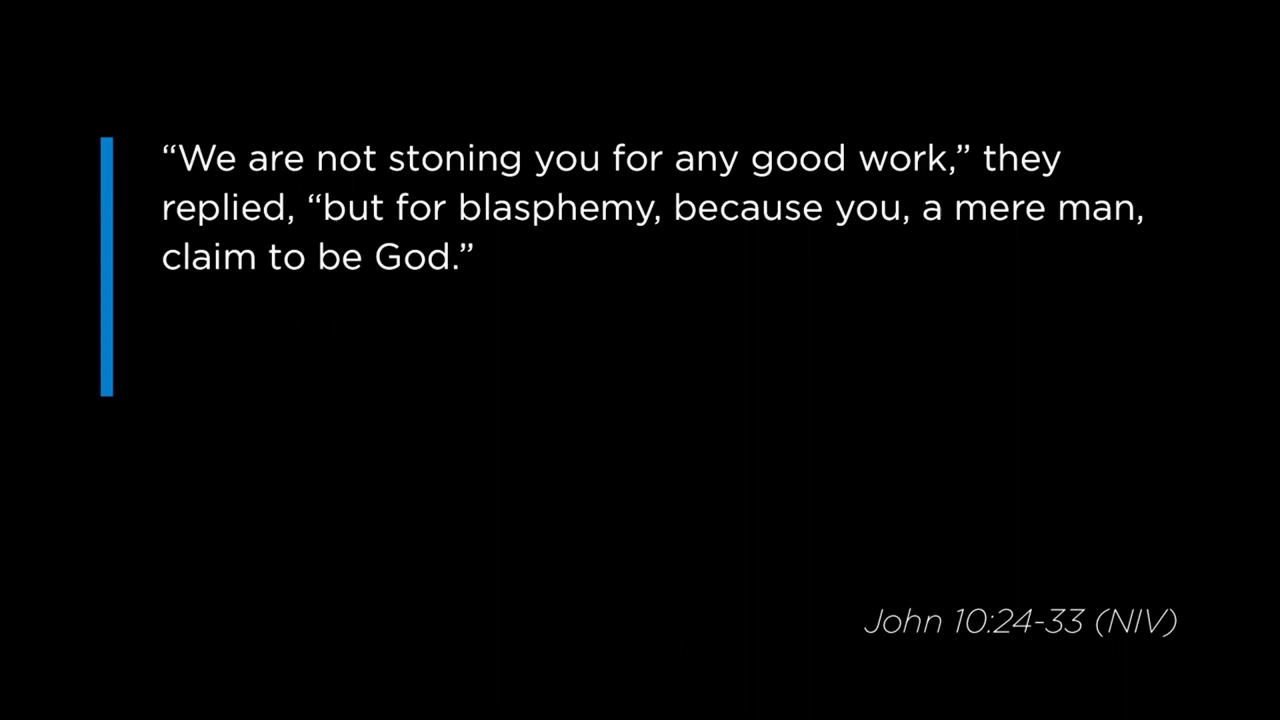 “We are not stoning you for any good work,” they
replied, “but for blasphemy, because you, a mere man,
claim to be God.”
John 10:24-33 (NIV)